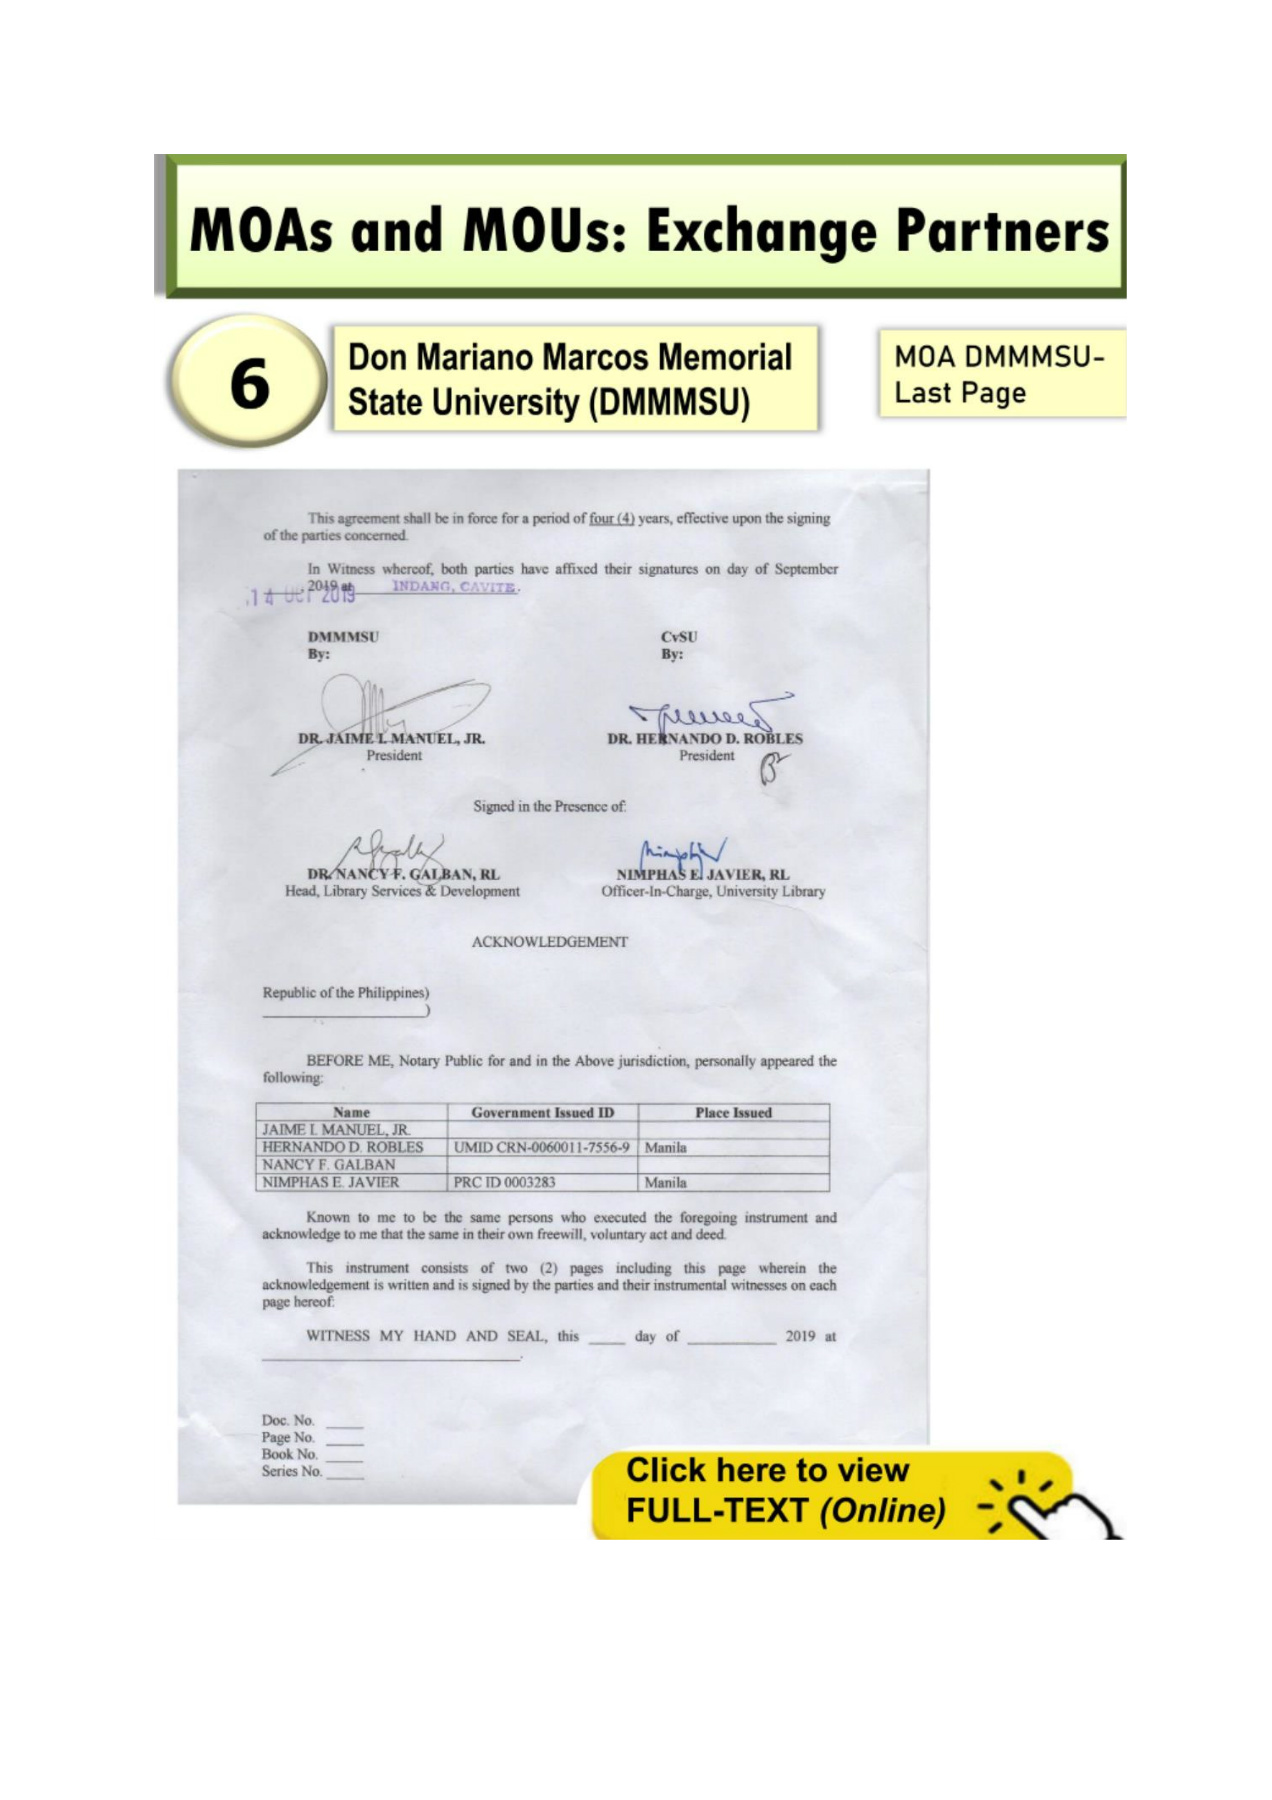 MOAs and MOUs: Exchange Partners
6
Don Mariano Marcos Memorial
State University (DMMMSU)
MOA DMMMSU-
Last Page
This agreement shall be in force for a period of four (4) years, effective upon the signing
of the parties concerned.
In Witness whereof, both parties have affixed their signatures on day of September
2019 at INDANG, CAVITE.
14 OCT 2019
DMMMSU
By:
CvSU
By:
DR. JAIME I. MANUEL, JR.
President
DR. HERNANDO D. ROBLES
President
Signed in the Presence of:
DR. NANCY F. GALBAN, RL
Head, Library Services & Development
NIMPHAS E. JAVIER, RL
Officer-In-Charge, University Library
ACKNOWLEDGEMENT
Republic of the Philippines)
____________________)
BEFORE ME, Notary Public for and in the Above jurisdiction, personally appeared the
following:
Name Government Issued ID Place Issued
JAIME I. MANUEL, JR.
HERNANDO D. ROBLES UMID CRN-0060011-7556-9 Manila
NANCY F. GALBAN
NIMPHAS E. JAVIER PRC ID 0003283 Manila
Known to me to be the same persons who executed the foregoing instrument and
acknowledge to me that the same in their own freewill, voluntary act and deed.
This instrument consists of two (2) pages including this page wherein the
acknowledgement is written and is signed by the parties and their instrumental witnesses on each
page hereof:
WITNESS MY HAND AND SEAL, this ____ day of __________ 2019 at
______________________________.
Doc. No. ____
Page No. ____
Book No. ____
Series No. ____
Click here to view
FULL-TEXT (Online)